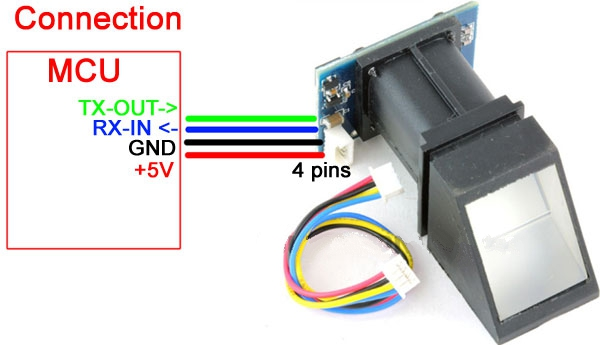 Connection
MCU
TX-OUT->
RX-IN <-
GND
+5V
4 pins